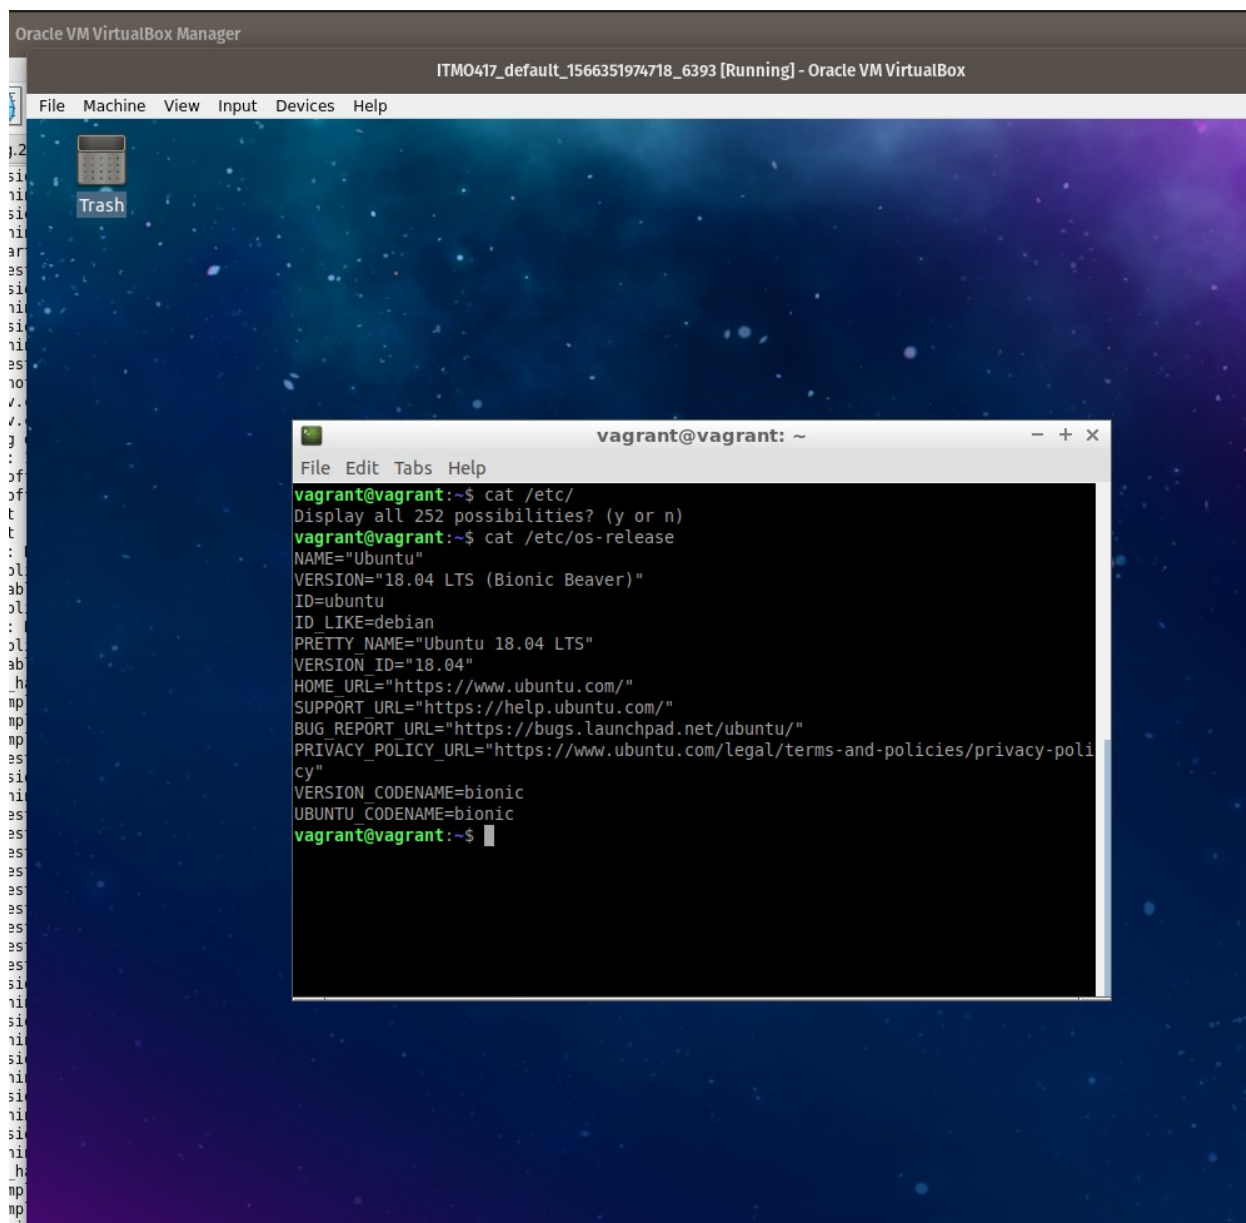 Oracle VM VirtualBox Manager
ITMO417_default_1566351974718_6393 [Running] - Oracle VM VirtualBox
File Machine View Input Devices Help
Trash
vagrant@vagrant: ~
File Edit Tabs Help
vagrant@vagrant:~$ cat /etc/
Display all 252 possibilities? (y or n)
vagrant@vagrant:~$ cat /etc/os-release
NAME="Ubuntu"
VERSION="18.04 LTS (Bionic Beaver)"
ID=ubuntu
ID_LIKE=debian
PRETTY_NAME="Ubuntu 18.04 LTS"
VERSION_ID="18.04"
HOME_URL="https://www.ubuntu.com/"
SUPPORT_URL="https://help.ubuntu.com/"
BUG_REPORT_URL="https://bugs.launchpad.net/ubuntu/"
PRIVACY_POLICY_URL="https://www.ubuntu.com/legal/terms-and-policies/privacy-poli
cy"
VERSION_CODENAME=bionic
UBUNTU_CODENAME=bionic
vagrant@vagrant:~$